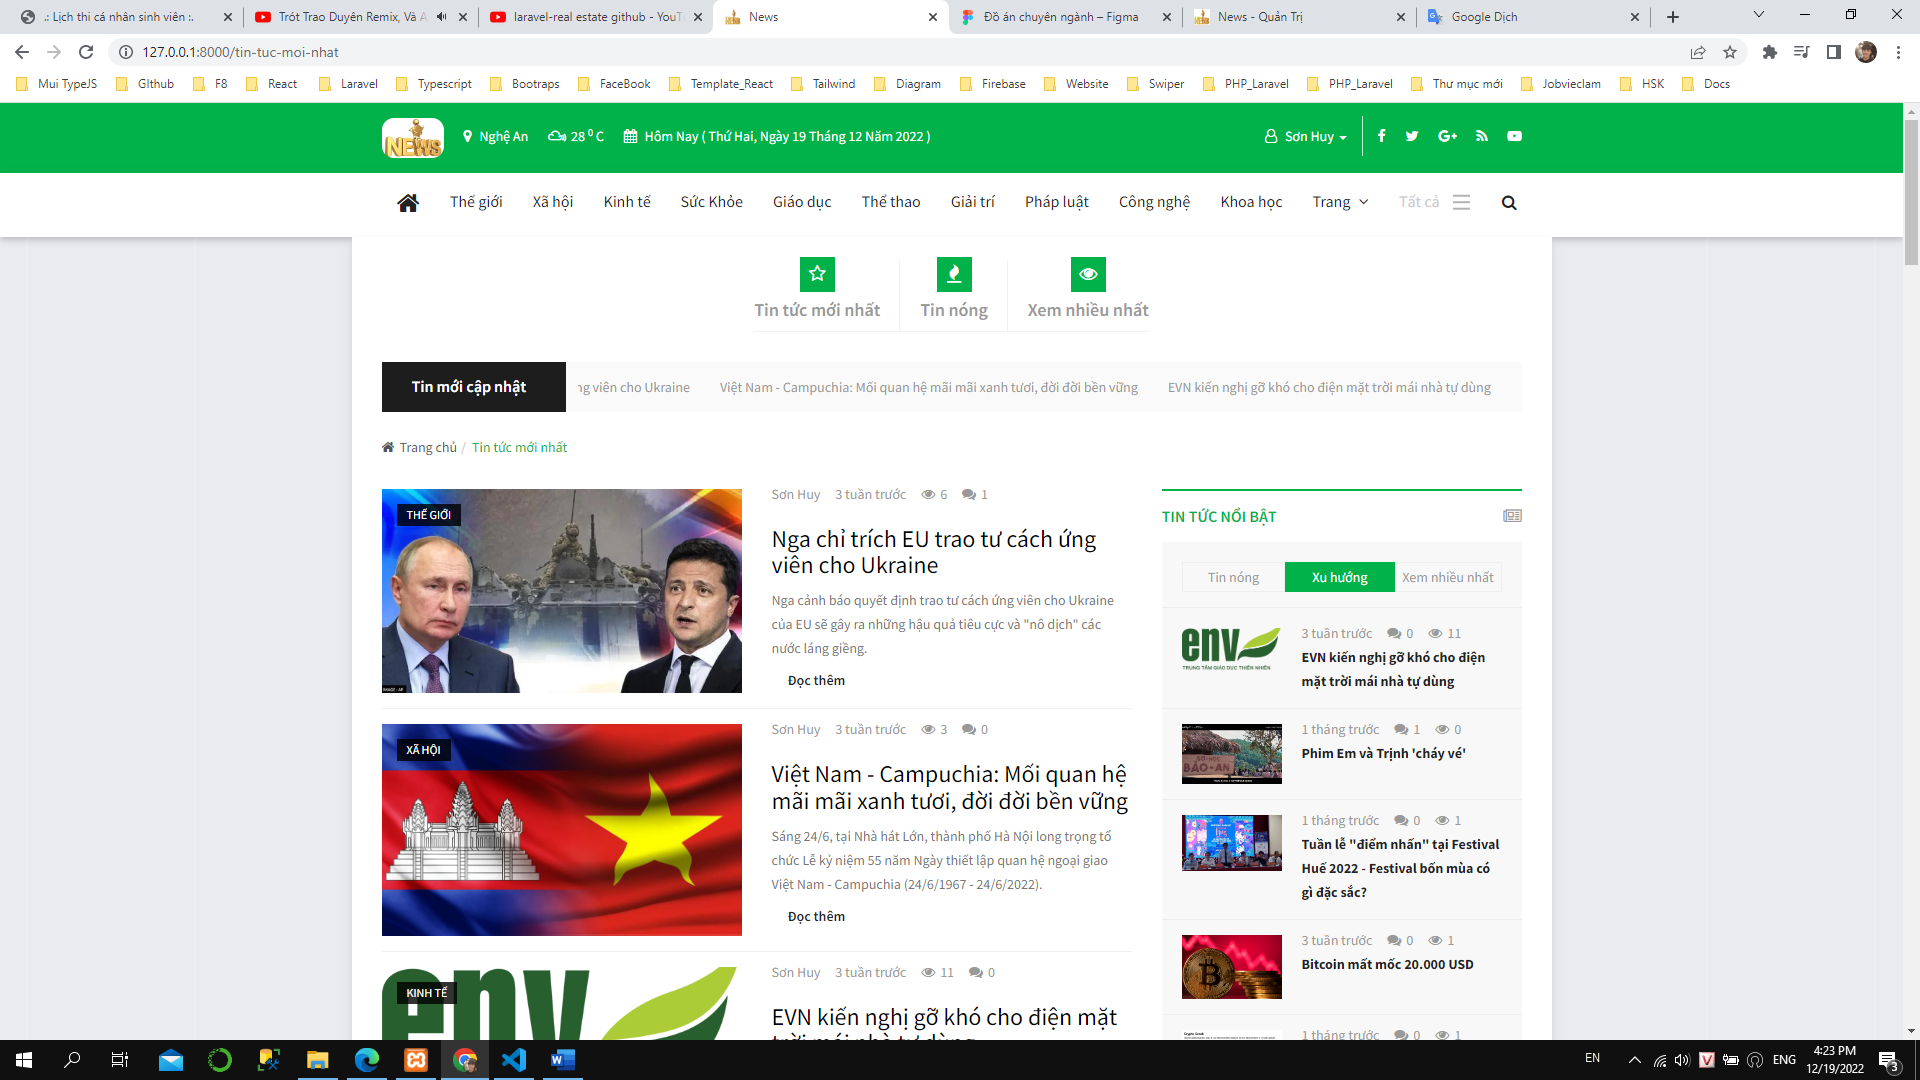 .: Lịch thi cá nhân sinh viên :.
Trót Trao Duyên Remix, Và A
laravel-real estate github - YouT
News
Đồ án chuyên ngành – Figma
News - Quản Trị
Google Dịch
127.0.0.1:8000/tin-tuc-moi-nhat
Mui TypeJS
GIthub
F8
React
Laravel
Typescript
Bootraps
FaceBook
Template_React
Tailwind
Diagram
Firebase
Website
Swiper
PHP_Laravel
PHP_Laravel
Thư mục mới
Jobvieclam
HSK
Docs
NEWS
Nghệ An
28 0 C
Hôm Nay ( Thứ Hai, Ngày 19 Tháng 12 Năm 2022 )
Sơn Huy
Thế giới
Xã hội
Kinh tế
Sức Khỏe
Giáo dục
Thể thao
Giải trí
Pháp luật
Công nghệ
Khoa học
Trang
Tất cả
Tin tức mới nhất
Tin nóng
Xem nhiều nhất
Tin mới cập nhật
ng viên cho Ukraine
Việt Nam - Campuchia: Mối quan hệ mãi mãi xanh tươi, đời đời bền vững
EVN kiến nghị gỡ khó cho điện mặt trời mái nhà tự dùng
Trang chủ / Tin tức mới nhất
THẾ GIỚI
Sơn Huy 3 tuần trước 6 1
Nga chỉ trích EU trao tư cách ứng
viên cho Ukraine
Nga cảnh báo quyết định trao tư cách ứng viên cho Ukraine
của EU sẽ gây ra những hậu quả tiêu cực và "nô dịch" các
nước láng giềng.
Đọc thêm
XÃ HỘI
Sơn Huy 3 tuần trước 3 0
Việt Nam - Campuchia: Mối quan hệ
mãi mãi xanh tươi, đời đời bền vững
Sáng 24/6, tại Nhà hát Lớn, thành phố Hà Nội long trọng tổ
chức Lễ kỷ niệm 55 năm Ngày thiết lập quan hệ ngoại giao
Việt Nam - Campuchia (24/6/1967 - 24/6/2022).
Đọc thêm
env
KINH TẾ
Sơn Huy 3 tuần trước 11 0
EVN kiến nghị gỡ khó cho điện mặt
trời mái nhà tự dùng
TIN TỨC NỔI BẬT
Tin nóng
Xu hướng
Xem nhiều nhất
env
TRUNG TÂM GIÁO DỤC THIÊN NHIÊN
3 tuần trước 0 11
EVN kiến nghị gỡ khó cho điện
mặt trời mái nhà tự dùng
BẢO-AN
1 tháng trước 1 0
Phim Em và Trịnh 'cháy vé'
1 tháng trước 0 1
Tuần lễ "điểm nhấn" tại Festival
Huế 2022 - Festival bốn mùa có
gì đặc sắc?
3 tuần trước 0 1
Bitcoin mất mốc 20.000 USD
1 tháng trước 0 1
EN
ENG
4:23 PM
12/19/2022
3